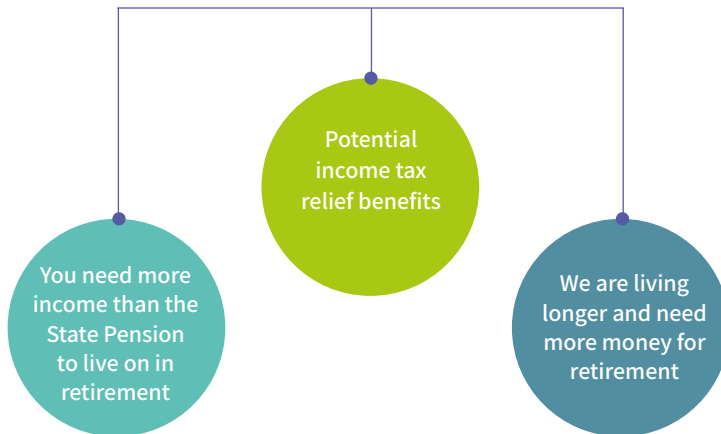 Potential
income tax
relief benefits
You need more
income than the
State Pension
to live on in
retirement
We are living
longer and need
more money for
retirement